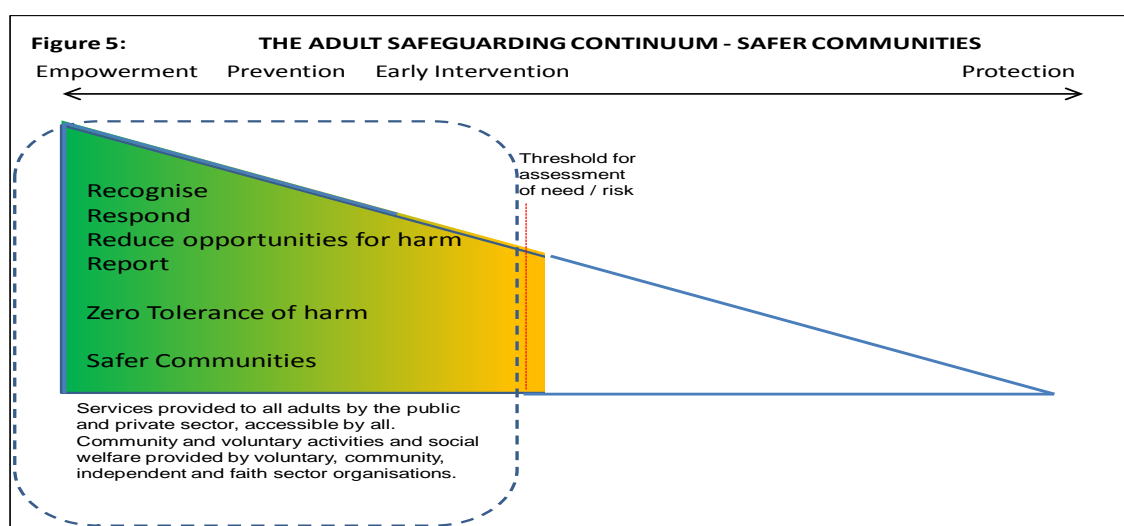 Figure 5: THE ADULT SAFEGUARDING CONTINUUM - SAFER COMMUNITIES
Empowerment Prevention Early Intervention Protection
Threshold for
assessment
of need / risk
Recognise
Respond
Reduce opportunities for harm
Report
Zero Tolerance of harm
Safer Communities
Services provided to all adults by the public
and private sector, accessible by all.
Community and voluntary activities and social
welfare provided by voluntary, community,
independent and faith sector organisations.